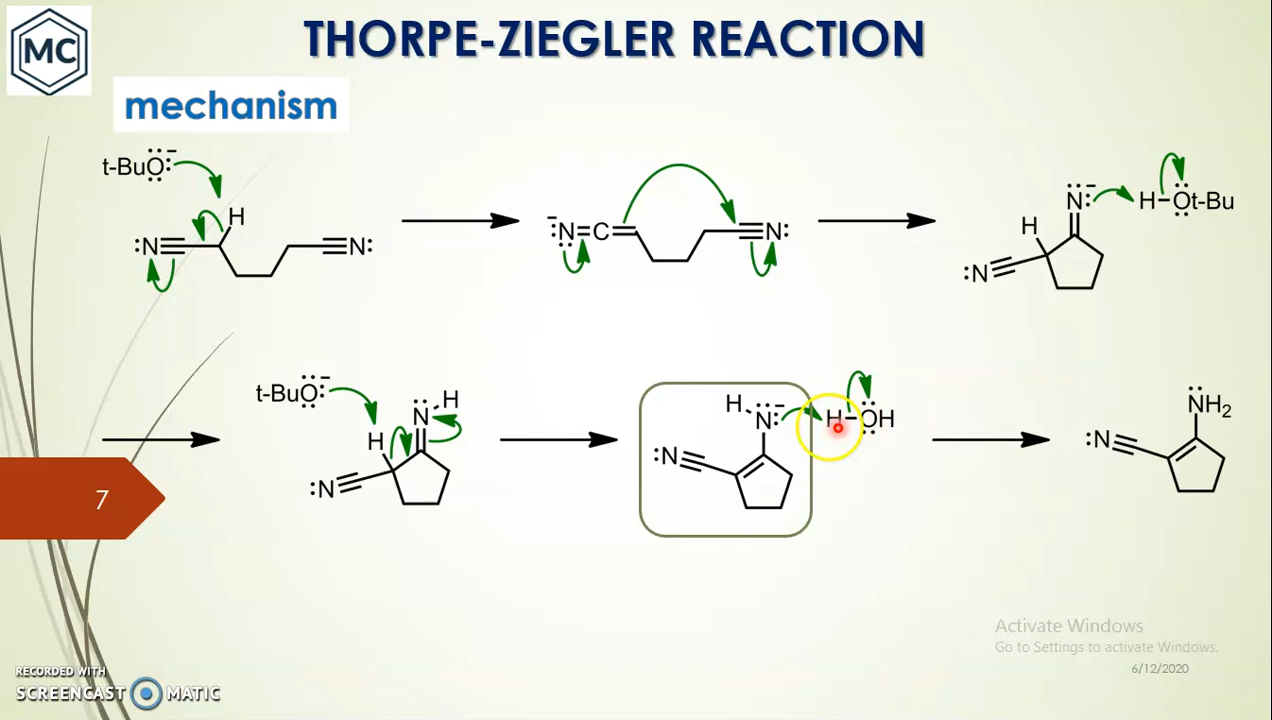 MC
THORPE-ZIEGLER REACTION
mechanism
t-BuO:−
H
:N
N:
−
:N=C=
N:
:N:−
H
H−Ot-Bu
:N
t-BuO:−
H
N
H
:N
H
N:−
H−OH
:N
NH2
:N
7
Activate Windows
Go to Settings to activate Windows.
6/12/2020
RECORDED WITH
SCREENCAST MATIC